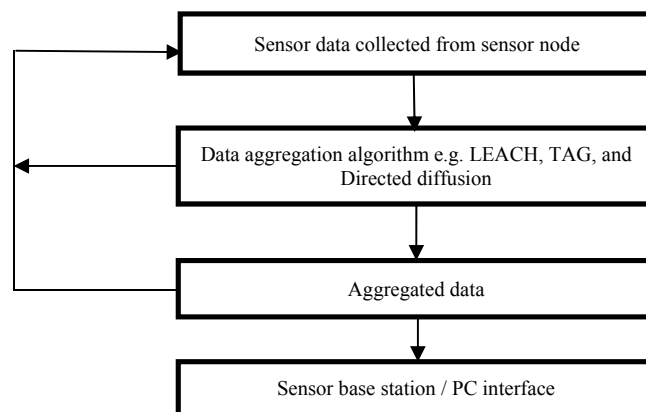 Sensor data collected from sensor node
Data aggregation algorithm e.g. LEACH, TAG, and
Directed diffusion
Aggregated data
Sensor base station / PC interface